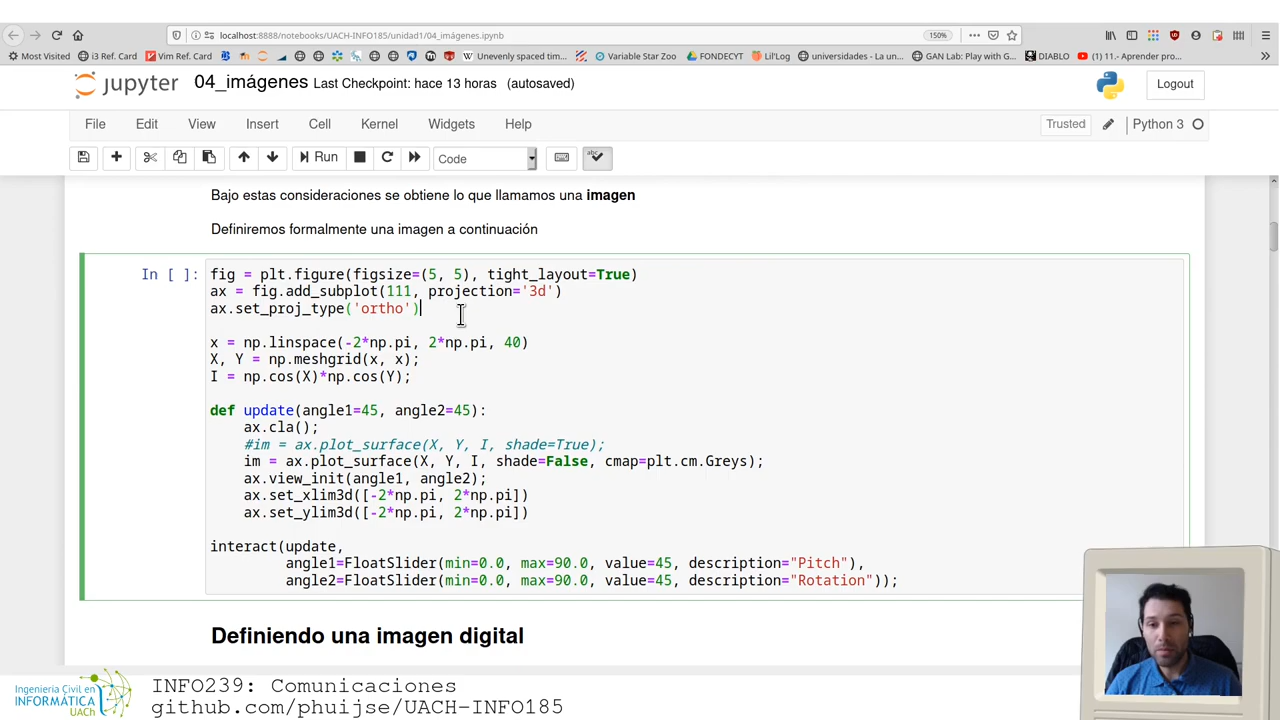 localhost:8888/notebooks/UACH-INFO185/unidad1/04_imágenes.ipynb
150%
Most Visited
i3 Ref. Card
Vim Ref. Card
Unevenly spaced tim...
Variable Star Zoo
FONDECYT
Lil'Log
universidades - La un...
GAN Lab: Play with G...
DIABLO
(1) 11.- Aprender pro...
jupyter 04_imágenes Last Checkpoint: hace 13 horas (autosaved)
Logout
File Edit View Insert Cell Kernel Widgets Help
Trusted
Python 3
Run
Code
Bajo estas consideraciones se obtiene lo que llamamos una imagen
Definiremos formalmente una imagen a continuación
In [ ]:
fig = plt.figure(figsize=(5, 5), tight_layout=True)
ax = fig.add_subplot(111, projection='3d')
ax.set_proj_type('ortho')
x = np.linspace(-2*np.pi, 2*np.pi, 40)
X, Y = np.meshgrid(x, x);
I = np.cos(X)*np.cos(Y);
def update(angle1=45, angle2=45):
ax.cla();
#im = ax.plot_surface(X, Y, I, shade=True);
im = ax.plot_surface(X, Y, I, shade=False, cmap=plt.cm.Greys);
ax.view_init(angle1, angle2);
ax.set_xlim3d([-2*np.pi, 2*np.pi])
ax.set_ylim3d([-2*np.pi, 2*np.pi])
interact(update,
angle1=FloatSlider(min=0.0, max=90.0, value=45, description="Pitch"),
angle2=FloatSlider(min=0.0, max=90.0, value=45, description="Rotation"));
Definiendo una imagen digital
Ingeniería Civil en
INFORMÁTICA
UACh
INFO239: Comunicaciones
github.com/phuijse/UACH-INFO185